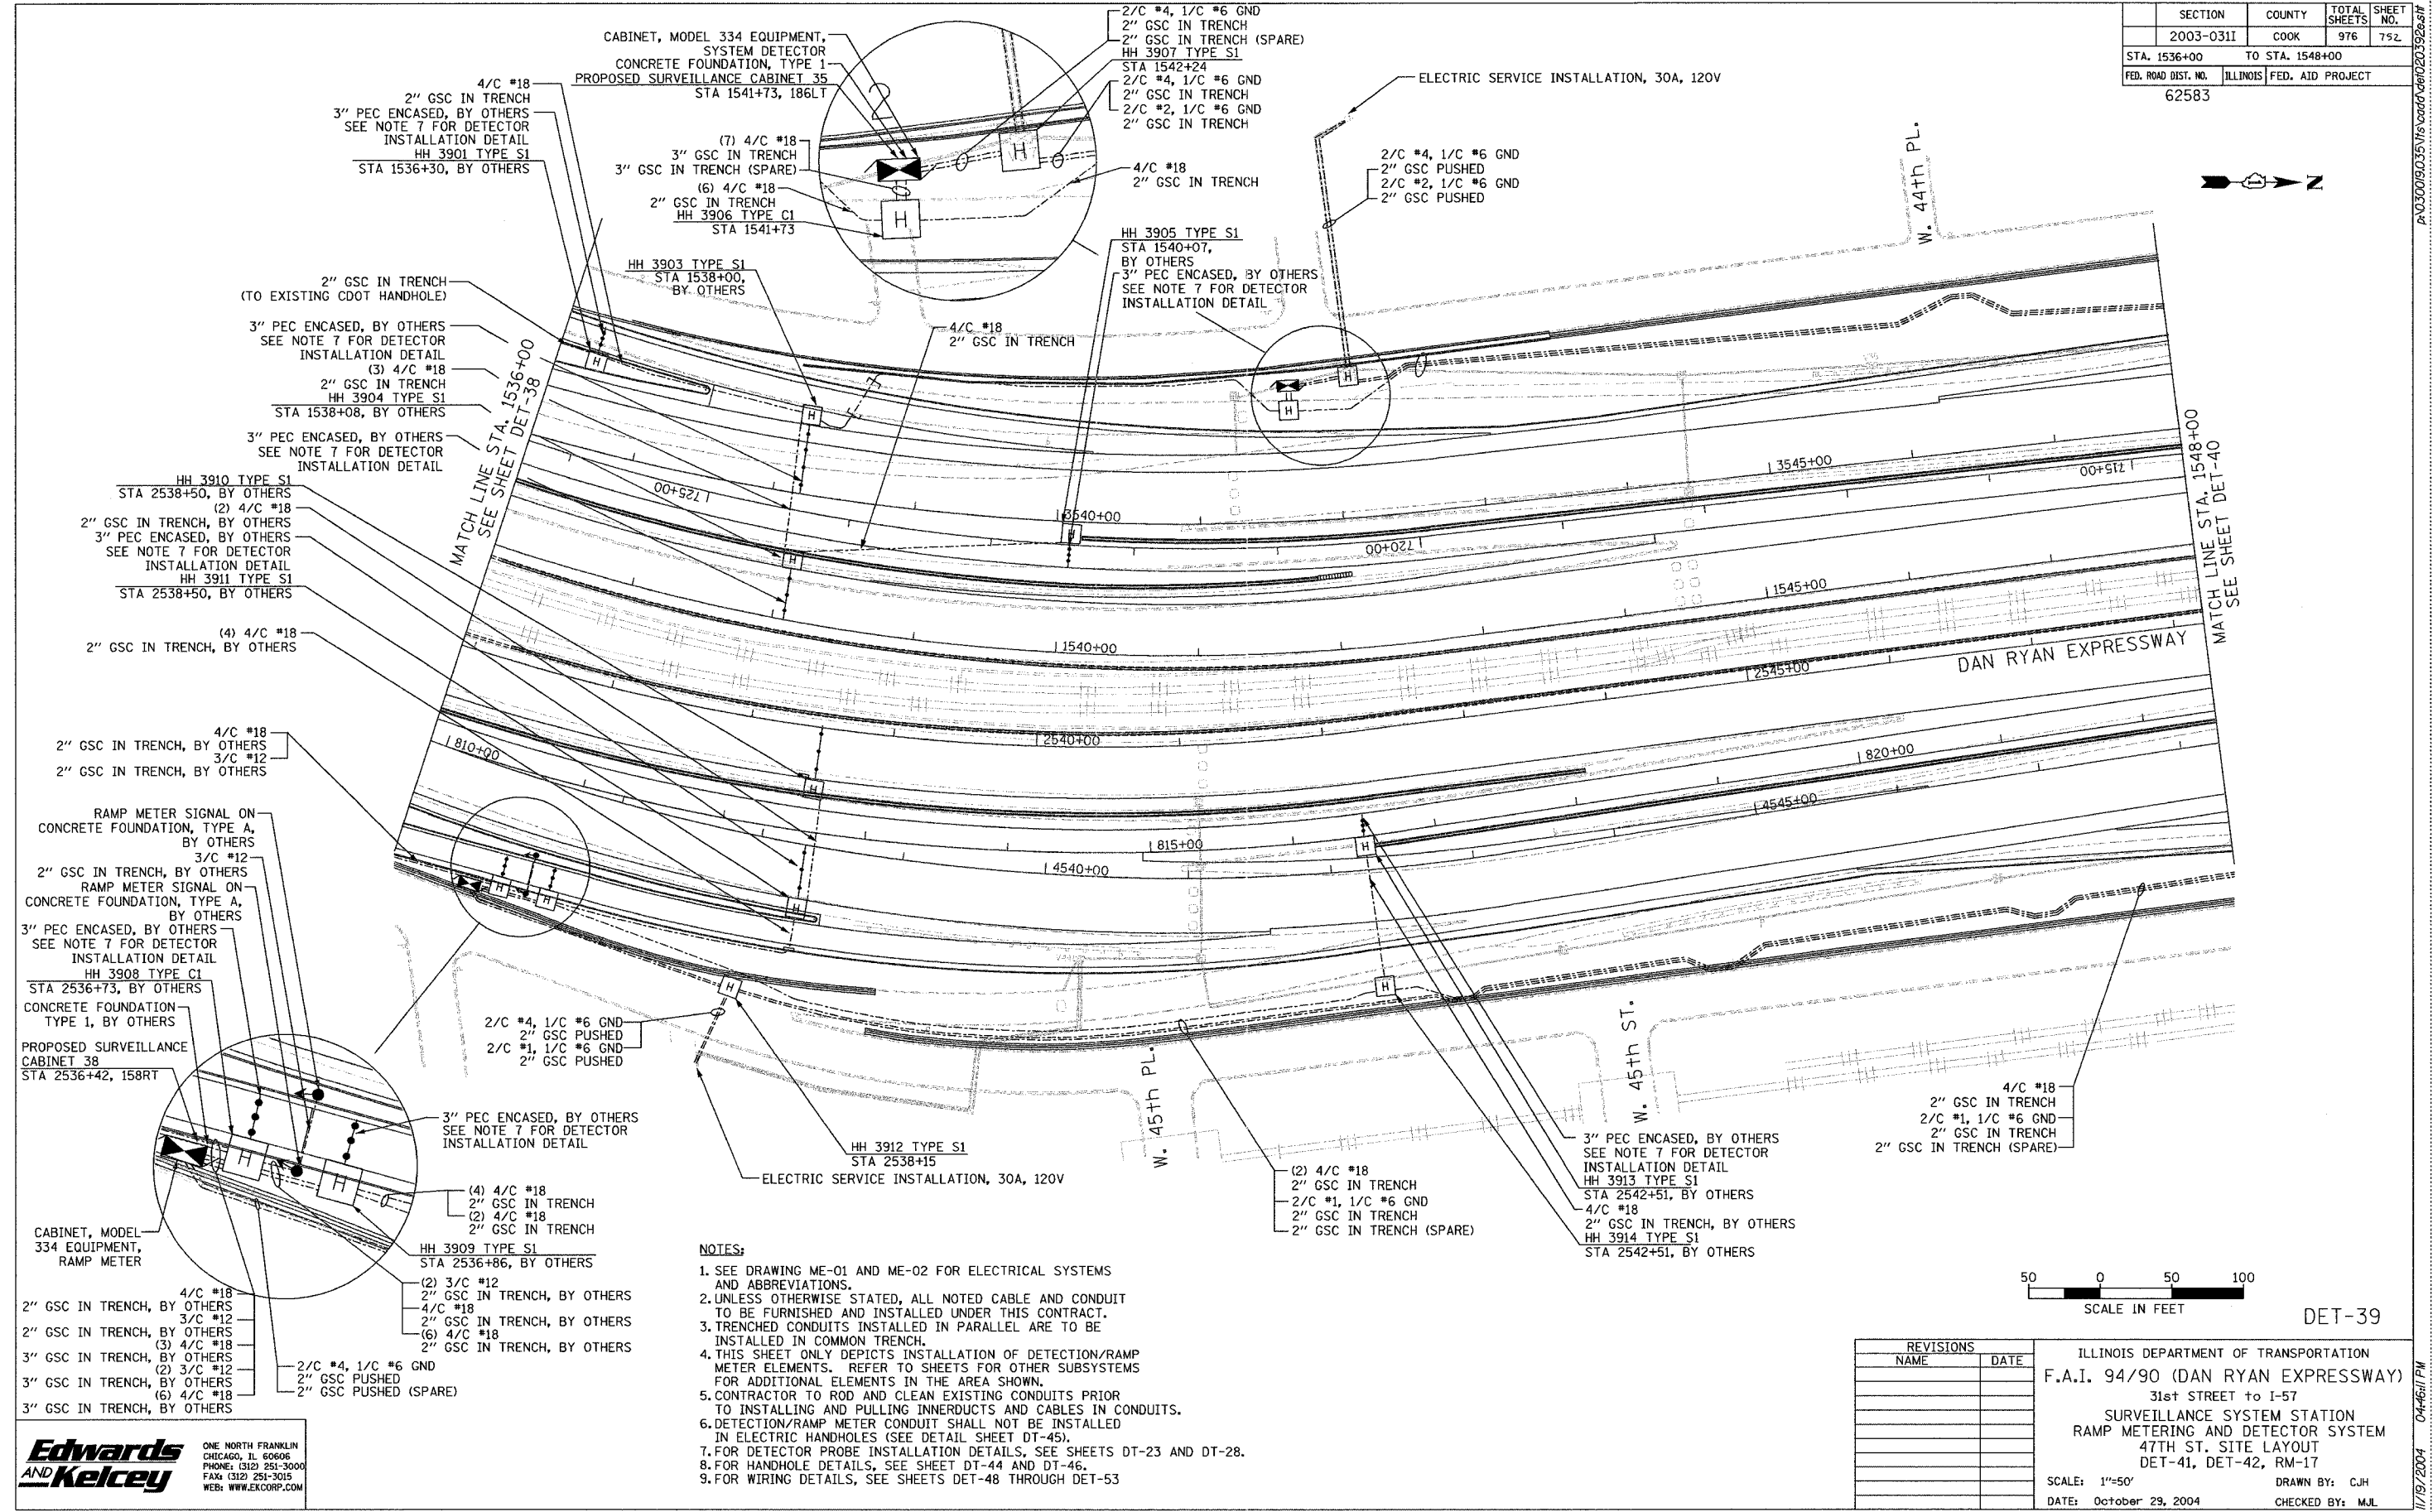 SECTION COUNTY TOTAL SHEETS SHEET NO.
2003-031I COOK 976 752
STA. 1536+00 TO STA. 1548+00
FED. ROAD DIST. NO. ILLINOIS FED. AID PROJECT
62583
2/C #4, 1/C #6 GND
2" GSC IN TRENCH
2" GSC IN TRENCH (SPARE)
HH 3907 TYPE S1
STA 1542+24
2/C #4, 1/C #6 GND
2" GSC IN TRENCH
2/C #2, 1/C #6 GND
2" GSC IN TRENCH
CABINET, MODEL 334 EQUIPMENT,
SYSTEM DETECTOR
CONCRETE FOUNDATION, TYPE 1
PROPOSED SURVEILLANCE CABINET 35
STA 1541+73, 186LT
2
H
H
(7) 4/C #18
3" GSC IN TRENCH
3" GSC IN TRENCH (SPARE)
(6) 4/C #18
2" GSC IN TRENCH
HH 3906 TYPE C1
STA 1541+73
4/C #18
2" GSC IN TRENCH
ELECTRIC SERVICE INSTALLATION, 30A, 120V
2/C #4, 1/C #6 GND
2" GSC PUSHED
2/C #2, 1/C #6 GND
2" GSC PUSHED
W. 44th PL.
N
4/C #18
2" GSC IN TRENCH
3" PEC ENCASED, BY OTHERS
SEE NOTE 7 FOR DETECTOR
INSTALLATION DETAIL
HH 3901 TYPE S1
STA 1536+30, BY OTHERS
HH 3903 TYPE S1
STA 1538+00,
BY OTHERS
HH 3905 TYPE S1
STA 1540+07,
BY OTHERS
3" PEC ENCASED, BY OTHERS
SEE NOTE 7 FOR DETECTOR
INSTALLATION DETAIL
4/C #18
2" GSC IN TRENCH
2" GSC IN TRENCH
(TO EXISTING CDOT HANDHOLE)
3" PEC ENCASED, BY OTHERS
SEE NOTE 7 FOR DETECTOR
INSTALLATION DETAIL
(3) 4/C #18
2" GSC IN TRENCH
HH 3904 TYPE S1
STA 1538+08, BY OTHERS
3" PEC ENCASED, BY OTHERS
SEE NOTE 7 FOR DETECTOR
INSTALLATION DETAIL
MATCH LINE STA. 1536+00
SEE SHEET DET-38
HH 3910 TYPE S1
STA 2538+50, BY OTHERS
(2) 4/C #18
2" GSC IN TRENCH, BY OTHERS
3" PEC ENCASED, BY OTHERS
SEE NOTE 7 FOR DETECTOR
INSTALLATION DETAIL
HH 3911 TYPE S1
STA 2538+50, BY OTHERS
(4) 4/C #18
2" GSC IN TRENCH, BY OTHERS
H
H
H
H
H
H
725+00
3540+00
3545+00
715+00
720+00
1540+00
1545+00
2540+00
2545+00
DAN RYAN EXPRESSWAY
MATCH LINE STA. 1548+00
SEE SHEET DET-40
810+00
815+00
820+00
4540+00
4545+00
H
H
H
H
H
H
H
4/C #18
2" GSC IN TRENCH, BY OTHERS
3/C #12
2" GSC IN TRENCH, BY OTHERS
RAMP METER SIGNAL ON
CONCRETE FOUNDATION, TYPE A,
BY OTHERS
3/C #12
2" GSC IN TRENCH, BY OTHERS
RAMP METER SIGNAL ON
CONCRETE FOUNDATION, TYPE A,
BY OTHERS
3" PEC ENCASED, BY OTHERS
SEE NOTE 7 FOR DETECTOR
INSTALLATION DETAIL
HH 3908 TYPE C1
STA 2536+73, BY OTHERS
CONCRETE FOUNDATION
TYPE 1, BY OTHERS
PROPOSED SURVEILLANCE
CABINET 38
STA 2536+42, 158RT
H
H
CABINET, MODEL
334 EQUIPMENT,
RAMP METER
3" PEC ENCASED, BY OTHERS
SEE NOTE 7 FOR DETECTOR
INSTALLATION DETAIL
(4) 4/C #18
2" GSC IN TRENCH
(2) 4/C #18
2" GSC IN TRENCH
HH 3909 TYPE S1
STA 2536+86, BY OTHERS
(2) 3/C #12
2" GSC IN TRENCH, BY OTHERS
4/C #18
2" GSC IN TRENCH, BY OTHERS
(6) 4/C #18
2" GSC IN TRENCH, BY OTHERS
4/C #18
2" GSC IN TRENCH, BY OTHERS
3/C #12
2" GSC IN TRENCH, BY OTHERS
(3) 4/C #18
3" GSC IN TRENCH, BY OTHERS
(2) 3/C #12
3" GSC IN TRENCH, BY OTHERS
(6) 4/C #18
3" GSC IN TRENCH, BY OTHERS
2/C #4, 1/C #6 GND
2" GSC PUSHED
2" GSC PUSHED (SPARE)
2/C #4, 1/C #6 GND
2" GSC PUSHED
2/C #1, 1/C #6 GND
2" GSC PUSHED
HH 3912 TYPE S1
STA 2538+15
ELECTRIC SERVICE INSTALLATION, 30A, 120V
W. 45th PL.
W. 45th ST.
(2) 4/C #18
2" GSC IN TRENCH
2/C #1, 1/C #6 GND
2" GSC IN TRENCH
2" GSC IN TRENCH (SPARE)
3" PEC ENCASED, BY OTHERS
SEE NOTE 7 FOR DETECTOR
INSTALLATION DETAIL
HH 3913 TYPE S1
STA 2542+51, BY OTHERS
4/C #18
2" GSC IN TRENCH, BY OTHERS
HH 3914 TYPE S1
STA 2542+51, BY OTHERS
4/C #18
2" GSC IN TRENCH
2/C #1, 1/C #6 GND
2" GSC IN TRENCH
2" GSC IN TRENCH (SPARE)
NOTES:
1. SEE DRAWING ME-01 AND ME-02 FOR ELECTRICAL SYSTEMS
AND ABBREVIATIONS.
2. UNLESS OTHERWISE STATED, ALL NOTED CABLE AND CONDUIT
TO BE FURNISHED AND INSTALLED UNDER THIS CONTRACT.
3. TRENCHED CONDUITS INSTALLED IN PARALLEL ARE TO BE
INSTALLED IN COMMON TRENCH.
4. THIS SHEET ONLY DEPICTS INSTALLATION OF DETECTION/RAMP
METER ELEMENTS. REFER TO SHEETS FOR OTHER SUBSYSTEMS
FOR ADDITIONAL ELEMENTS IN THE AREA SHOWN.
5. CONTRACTOR TO ROD AND CLEAN EXISTING CONDUITS PRIOR
TO INSTALLING AND PULLING INNERDUCTS AND CABLES IN CONDUITS.
6. DETECTION/RAMP METER CONDUIT SHALL NOT BE INSTALLED
IN ELECTRIC HANDHOLES (SEE DETAIL SHEET DT-45).
7. FOR DETECTOR PROBE INSTALLATION DETAILS, SEE SHEETS DT-23 AND DT-28.
8. FOR HANDHOLE DETAILS, SEE SHEET DT-44 AND DT-46.
9. FOR WIRING DETAILS, SEE SHEETS DET-48 THROUGH DET-53
50 0 50 100
SCALE IN FEET
DET-39
REVISIONS
NAME DATE
ILLINOIS DEPARTMENT OF TRANSPORTATION
F.A.I. 94/90 (DAN RYAN EXPRESSWAY)
31st STREET to I-57
SURVEILLANCE SYSTEM STATION
RAMP METERING AND DETECTOR SYSTEM
47TH ST. SITE LAYOUT
DET-41, DET-42, RM-17
SCALE: 1"=50' DRAWN BY: CJH
DATE: October 29, 2004 CHECKED BY: MJL
Edwards
AND Kelcey
ONE NORTH FRANKLIN
CHICAGO, IL 60606
PHONE: (312) 251-3000
FAX: (312) 251-3015
WEB: WWW.EKCORP.COM
11/9/2004 04:46:11 PM